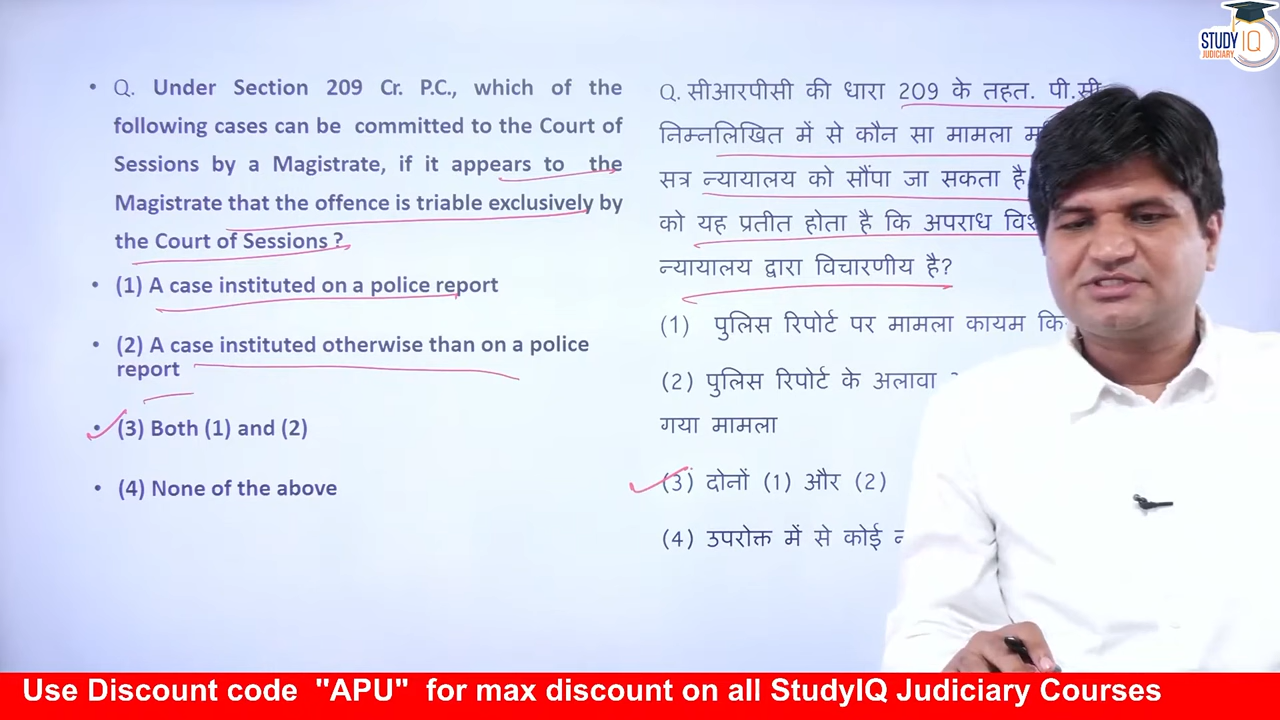 STUDY IQ
JUDICIARY
• Q. Under Section 209 Cr. P.C., which of the
following cases can be committed to the Court of
Sessions by a Magistrate, if it appears to the
Magistrate that the offence is triable exclusively by
the Court of Sessions ?
• (1) A case instituted on a police report
• (2) A case instituted otherwise than on a police
report
• (3) Both (1) and (2)
• (4) None of the above
Q. सीआरपीसी की धारा 209 के तहत. पी.सी.
निम्नलिखित में से कौन सा मामला
सत्र न्यायालय को सौंपा जा सकता है
को यह प्रतीत होता है कि अपराध
न्यायालय द्वारा विचारणीय है?
(1) पुलिस रिपोर्ट पर मामला कायम
(2) पुलिस रिपोर्ट के अलावा
गया मामला
(3) दोनों (1) और (2)
(4) उपरोक्त में से कोई
Use Discount code "APU" for max discount on all StudyIQ Judiciary Courses